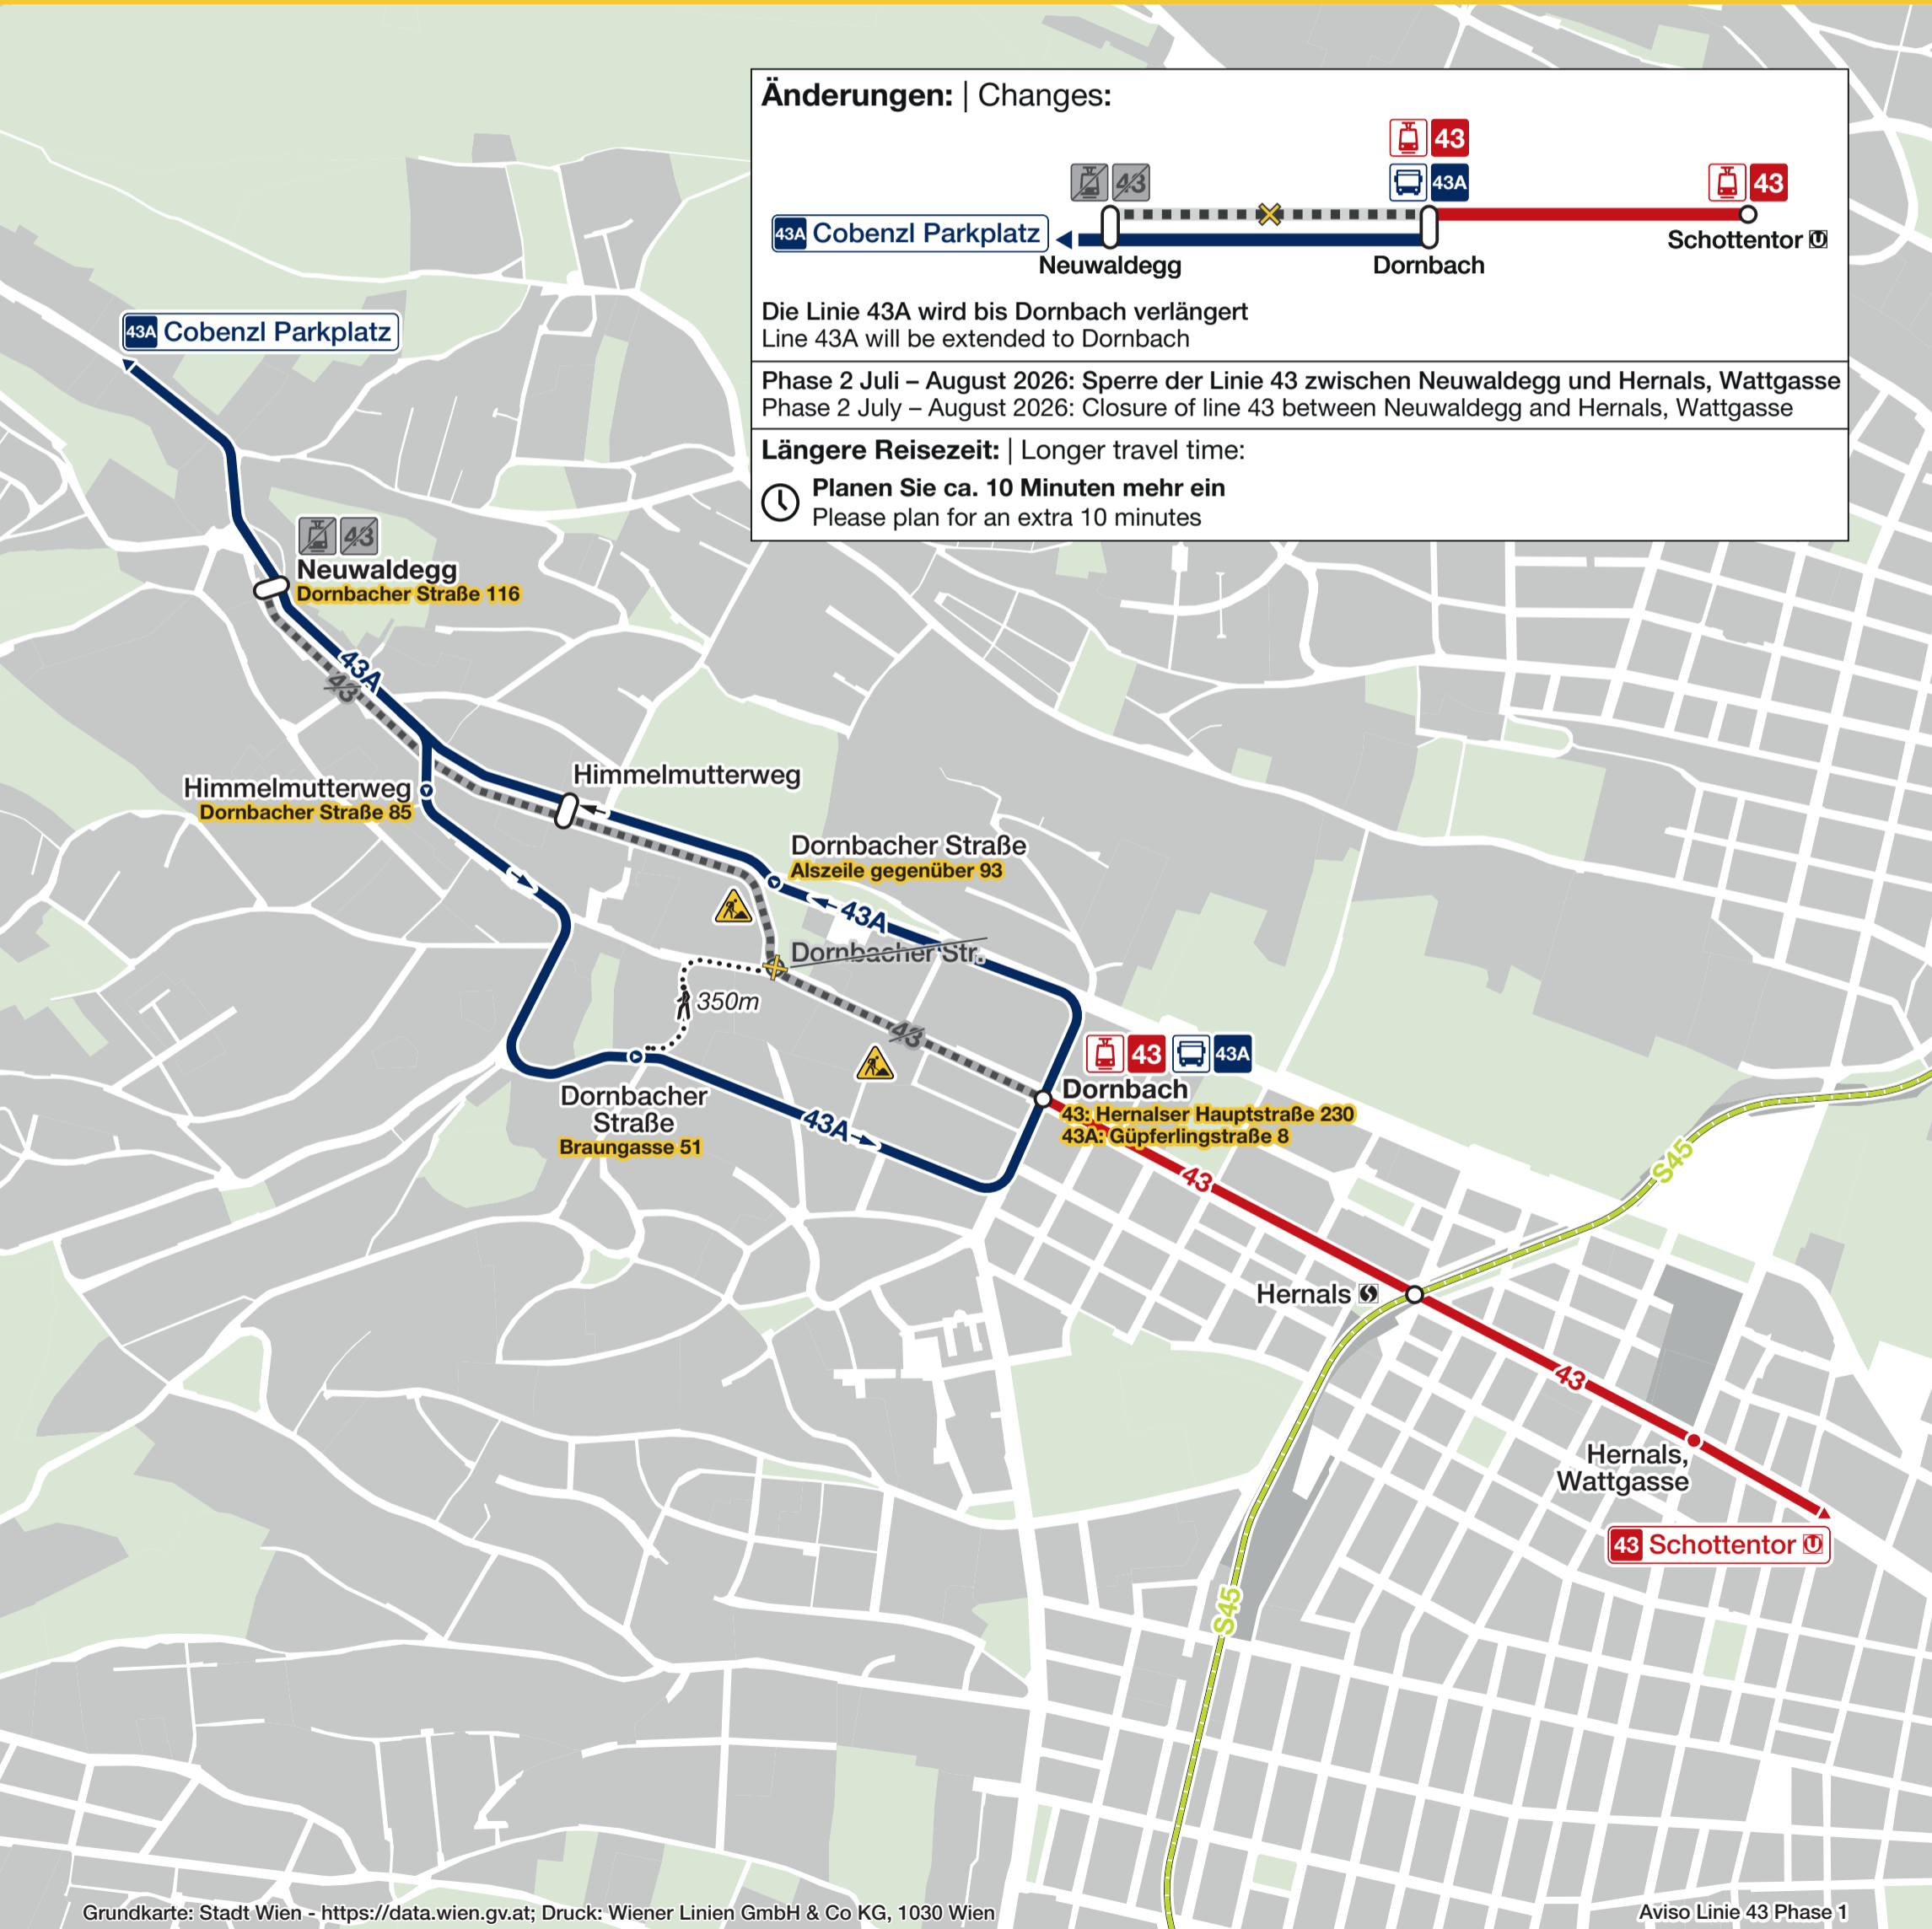 Änderungen: | Changes:
43
43
43A
43
43A Cobenzl Parkplatz
Schottentor U
Neuwaldegg
Dornbach
Die Linie 43A wird bis Dornbach verlängert
Line 43A will be extended to Dornbach
Phase 2 Juli – August 2026: Sperre der Linie 43 zwischen Neuwaldegg und Hernals, Wattgasse
Phase 2 July – August 2026: Closure of line 43 between Neuwaldegg and Hernals, Wattgasse
Längere Reisezeit: | Longer travel time:
Planen Sie ca. 10 Minuten mehr ein
Please plan for an extra 10 minutes
43A Cobenzl Parkplatz
43
Neuwaldegg
Dornbacher Straße 116
43A
43
Himmelmutterweg
Himmelmutterweg
Dornbacher Straße 85
Dornbacher Straße
Alszeile gegenüber 93
43A
Dornbacher Str.
350m
43
43 43A
Dornbach
43: Hernalser Hauptstraße 230
43A: Güpferlingstraße 8
Dornbacher
Straße
Braungasse 51
43A
43
S45
Hernals S
43
Hernals,
Wattgasse
43 Schottentor U
S45
Grundkarte: Stadt Wien - https://data.wien.gv.at; Druck: Wiener Linien GmbH & Co KG, 1030 Wien
Aviso Linie 43 Phase 1